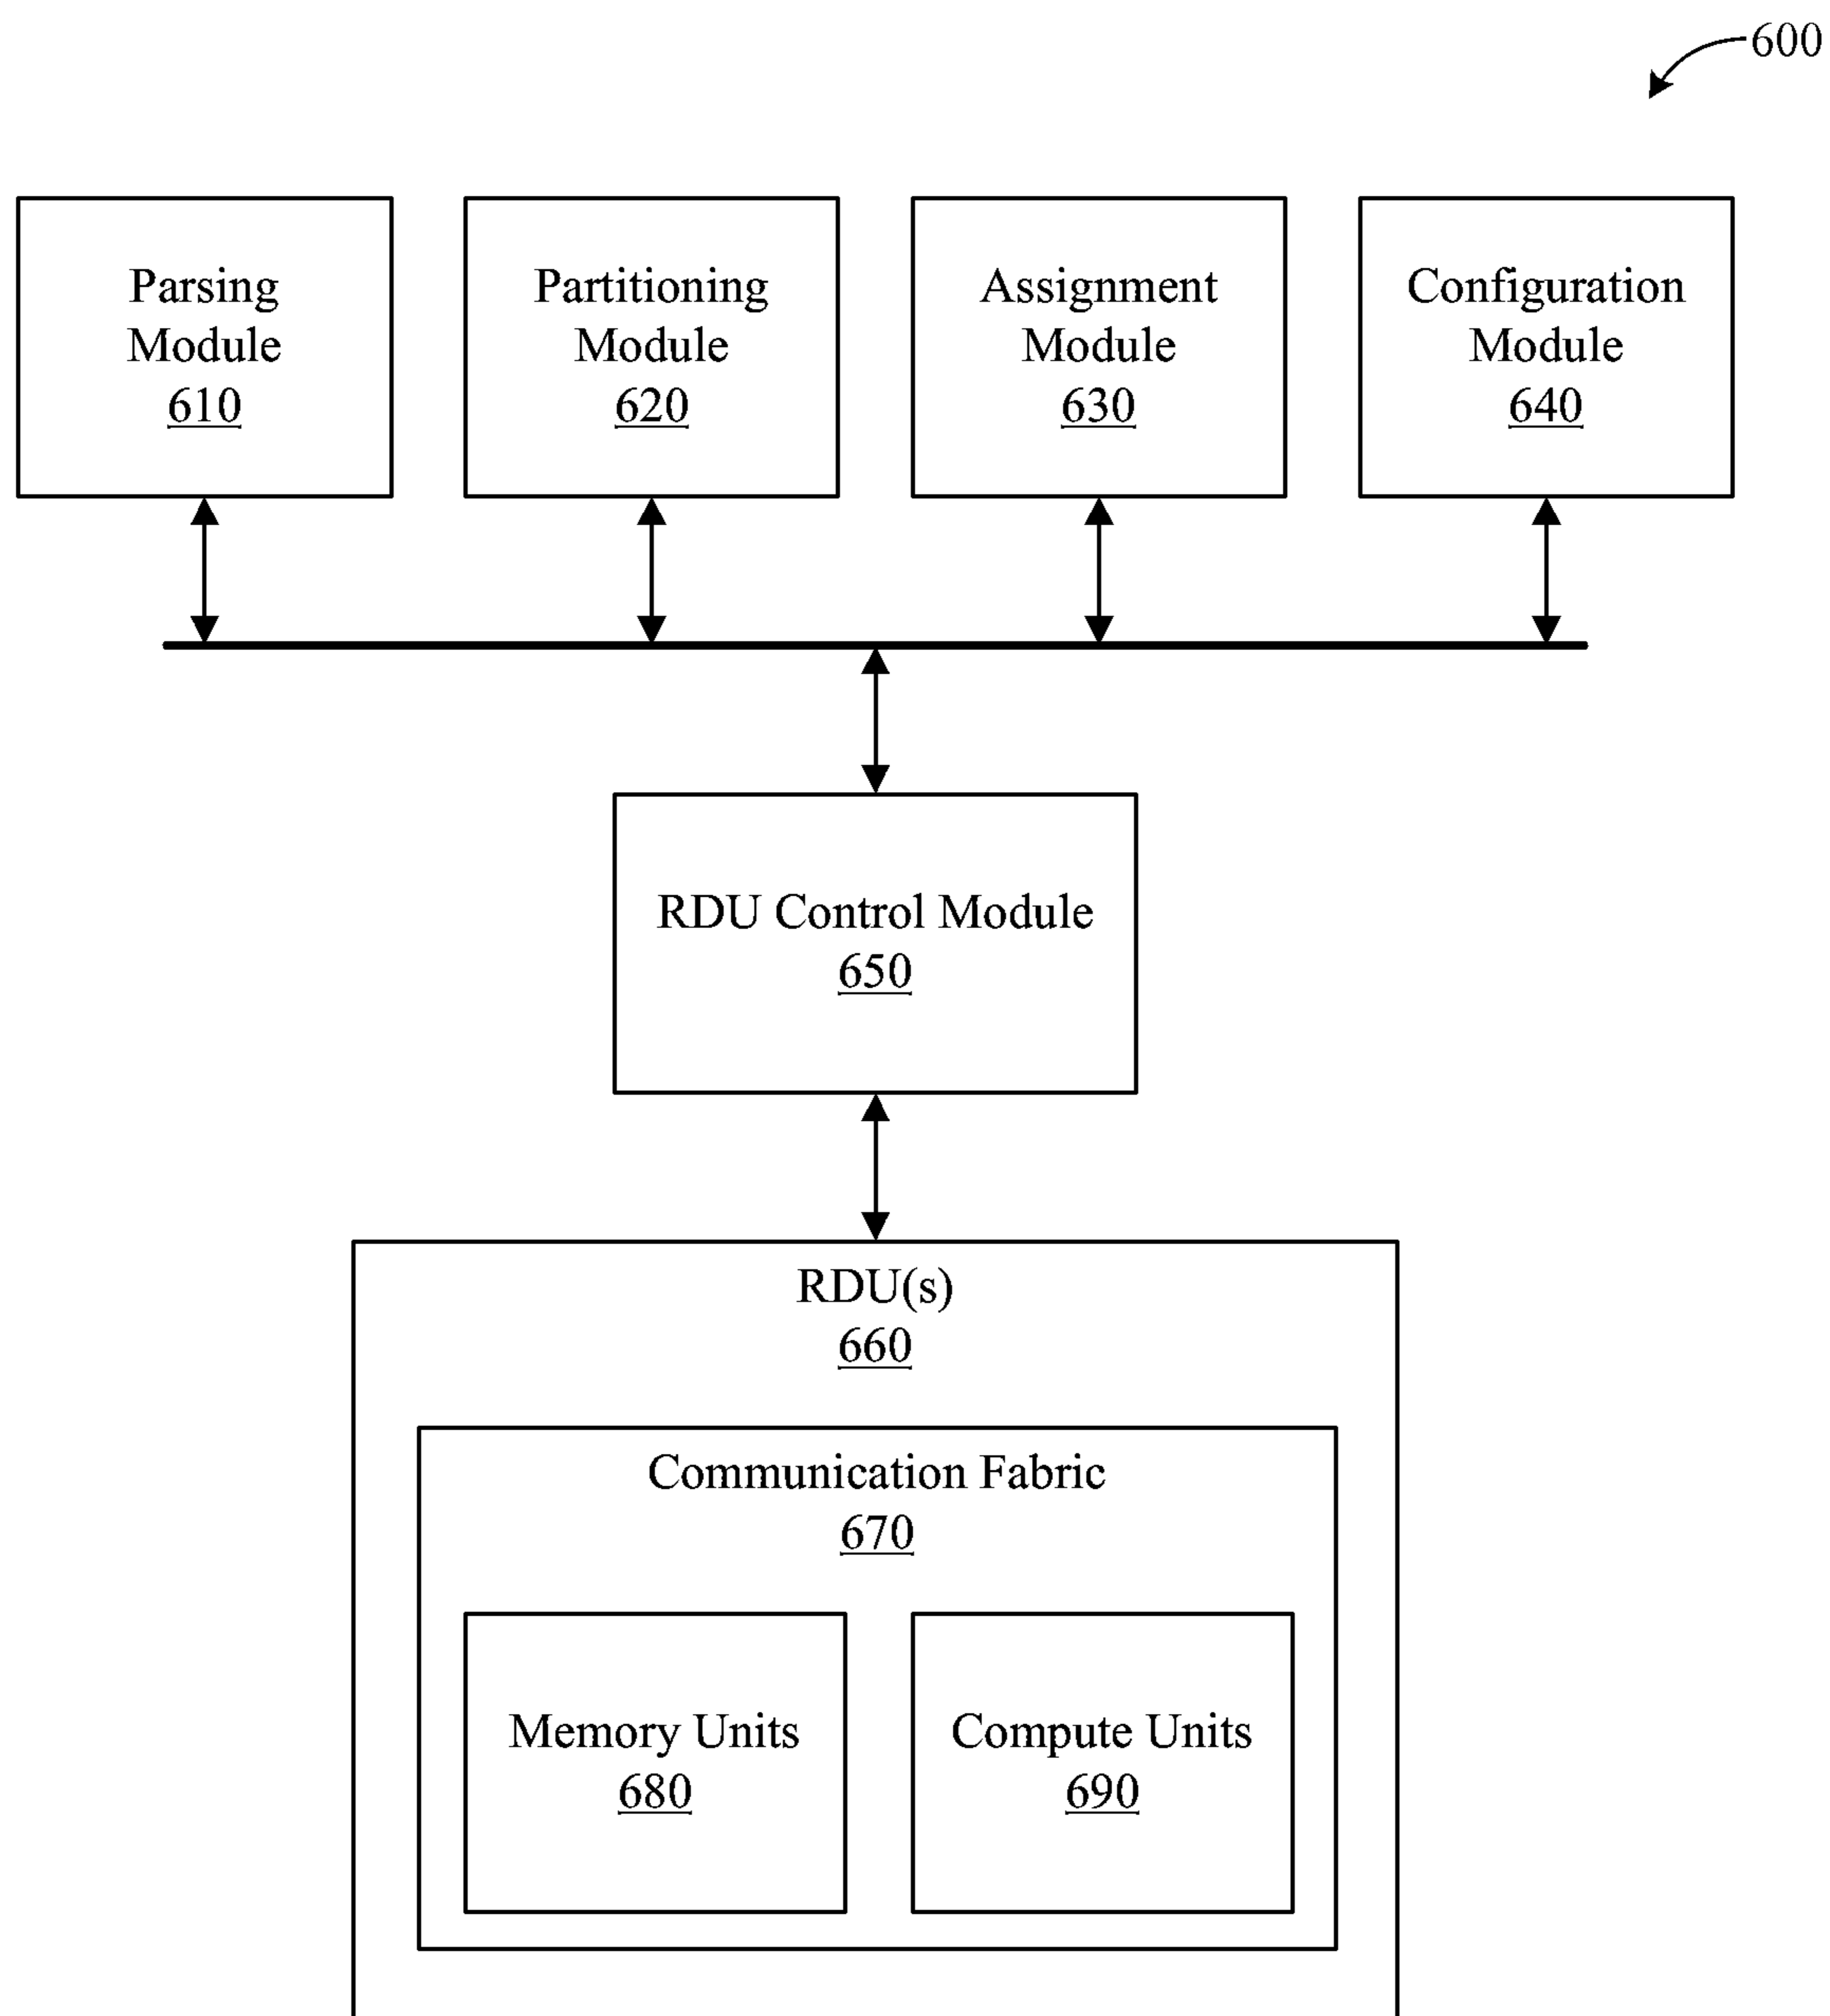 600
Parsing
Module
610
Partitioning
Module
620
Assignment
Module
630
Configuration
Module
640
RDU Control Module
650
RDU(s)
660
Communication Fabric
670
Memory Units
680
Compute Units
690